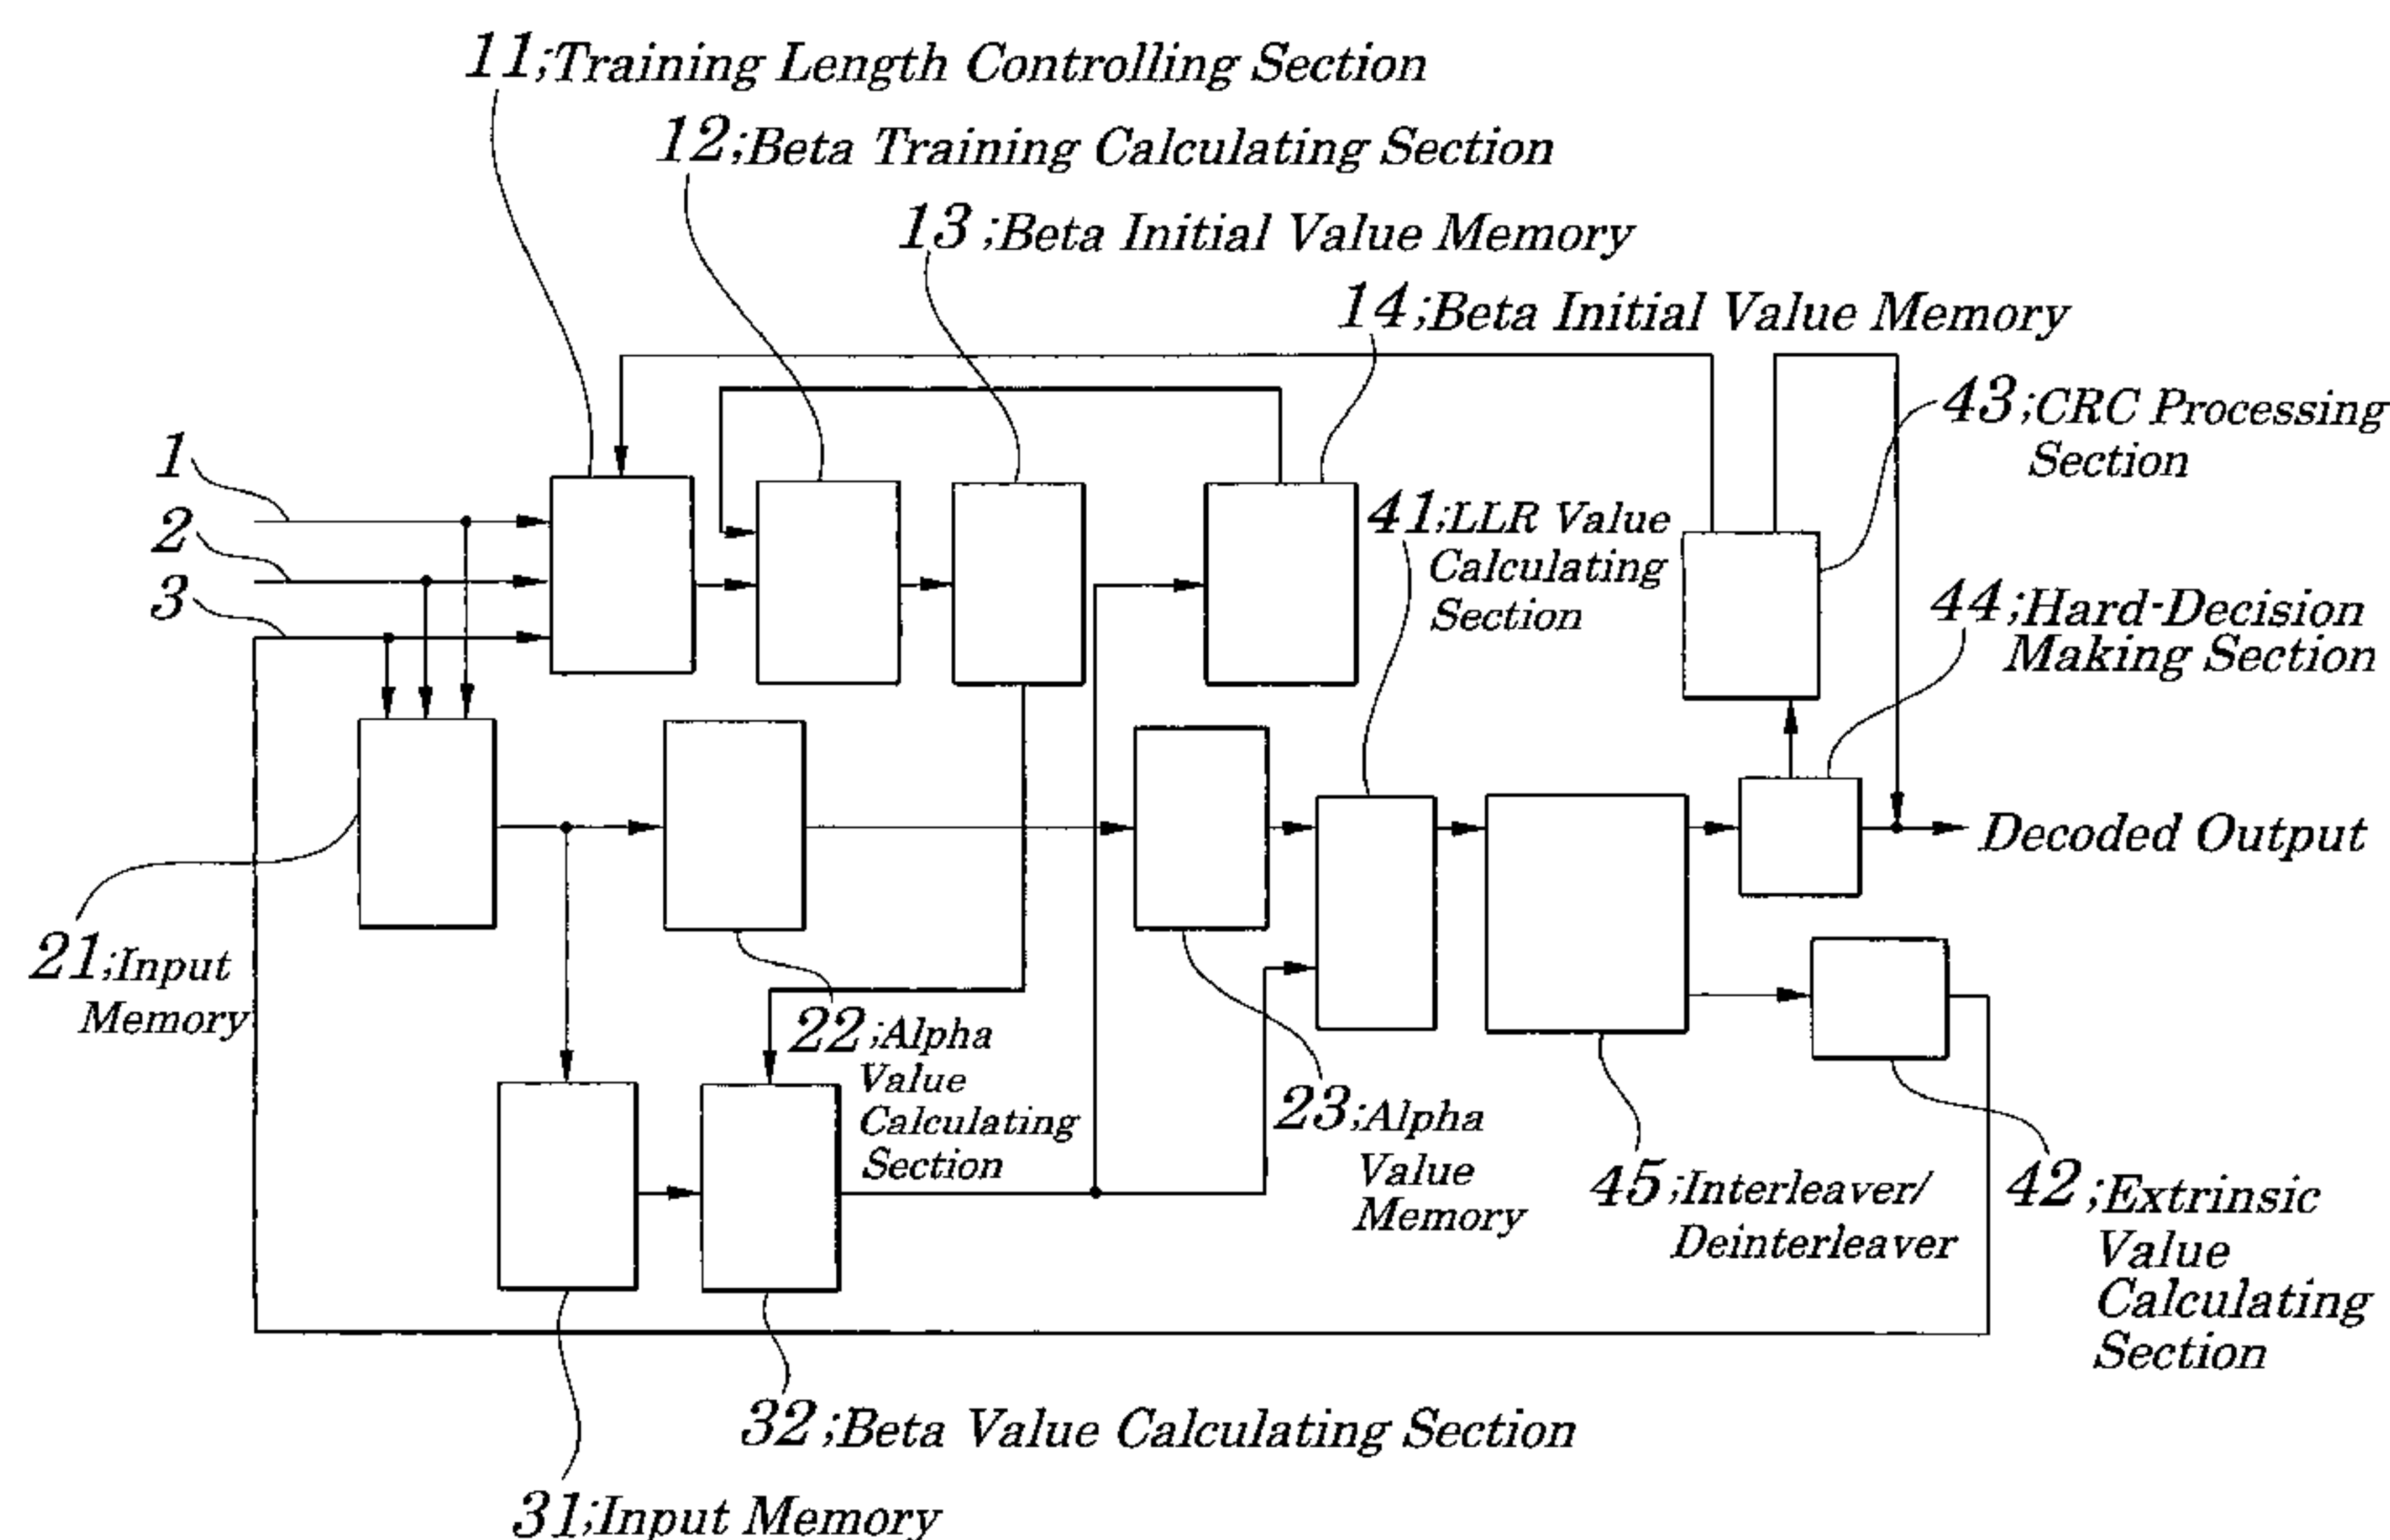 11;Training Length Controlling Section
12;Beta Training Calculating Section
13;Beta Initial Value Memory
14;Beta Initial Value Memory
43;CRC Processing
Section
1
2
3
41;LLR Value
Calculating
Section
44;Hard-Decision
Making Section
Decoded Output
21;Input
Memory
22;Alpha
Value
Calculating
Section
23;Alpha
Value
Memory
45;Interleaver/
Deinterleaver
42;Extrinsic
Value
Calculating
Section
32;Beta Value Calculating Section
31;Input Memory